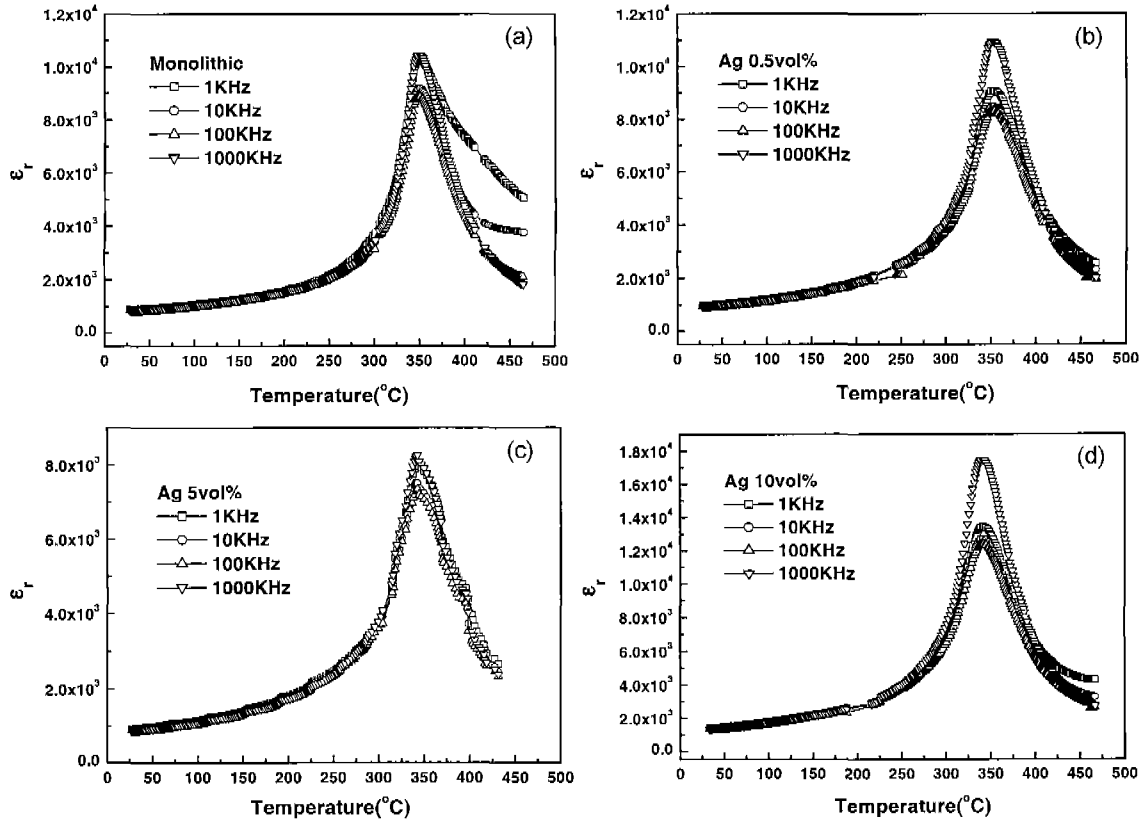 (a)
Monolithic
1KHz
10KHz
100KHz
1000KHz
1.2x10⁴
1.0x10⁴
8.0x10³
6.0x10³
4.0x10³
2.0x10³
0.0
εr
50 100 150 200 250 300 350 400 450 500
Temperature(°C)
(b)
Ag 0.5vol%
1KHz
10KHz
100KHz
1000KHz
1.2x10⁴
1.0x10⁴
8.0x10³
6.0x10³
4.0x10³
2.0x10³
0.0
εr
0 50 100 150 200 250 300 350 400 450 500
Temperature(°C)
(c)
Ag 5vol%
1KHz
10KHz
100KHz
1000KHz
8.0x10³
6.0x10³
4.0x10³
2.0x10³
0.0
εr
0 50 100 150 200 250 300 350 400 450 500
Temperature(°C)
(d)
Ag 10vol%
1KHz
10KHz
100KHz
1000KHz
1.8x10⁴
1.6x10⁴
1.4x10⁴
1.2x10⁴
1.0x10⁴
8.0x10³
6.0x10³
4.0x10³
2.0x10³
0.0
εr
0 50 100 150 200 250 300 350 400 450 500
Temperature(°C)